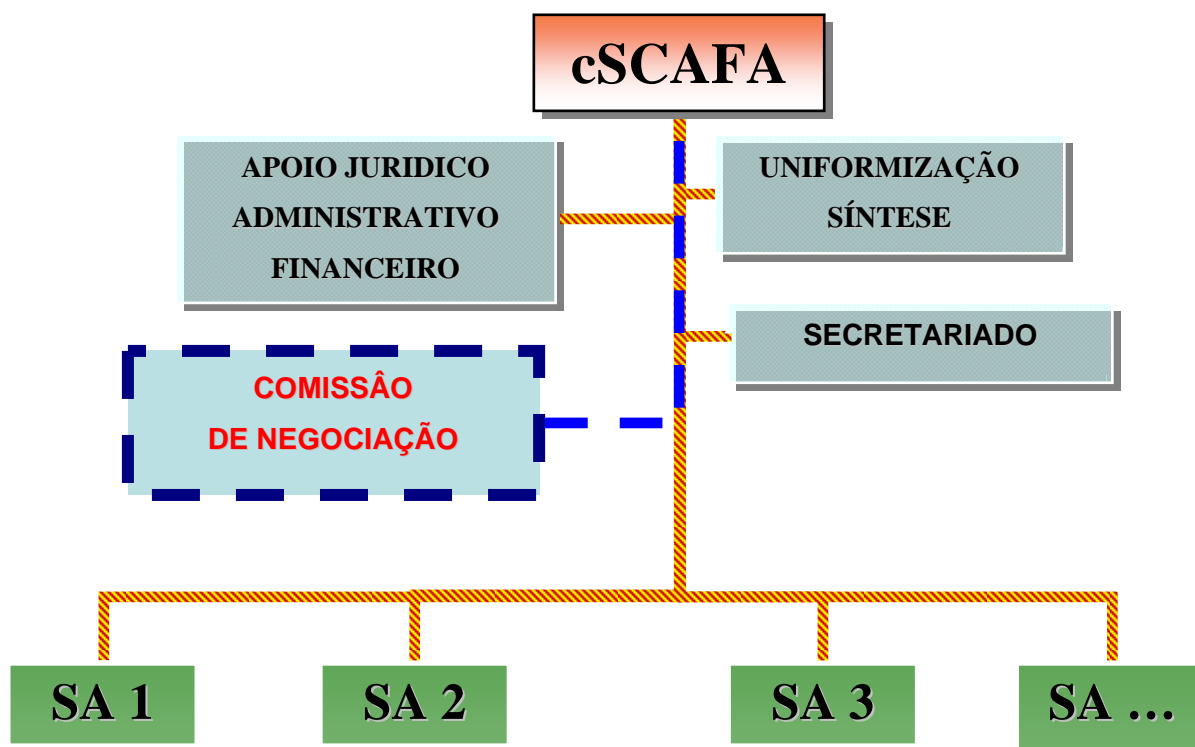 cSCAFA
APOIO JURIDICO
ADMINISTRATIVO
FINANCEIRO
UNIFORMIZAÇÃO
SÍNTESE
SECRETARIADO
COMISSÂO
DE NEGOCIAÇÃO
SA 1
SA 2
SA 3
SA …